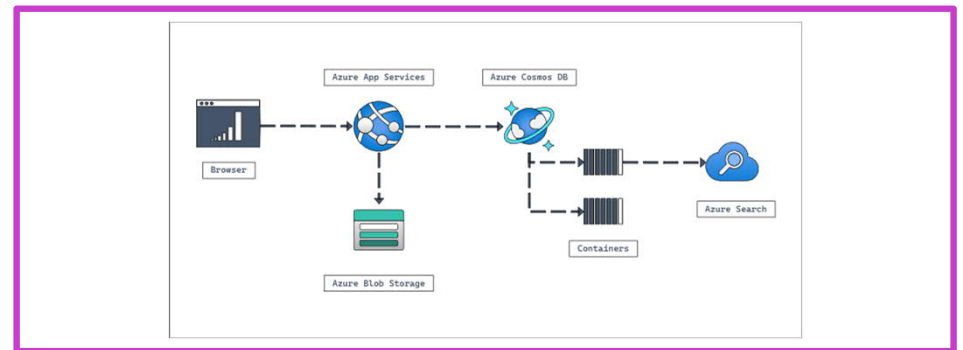 Azure App Services
Azure Cosmos DB
Browser
Azure Search
Containers
Azure Blob Storage